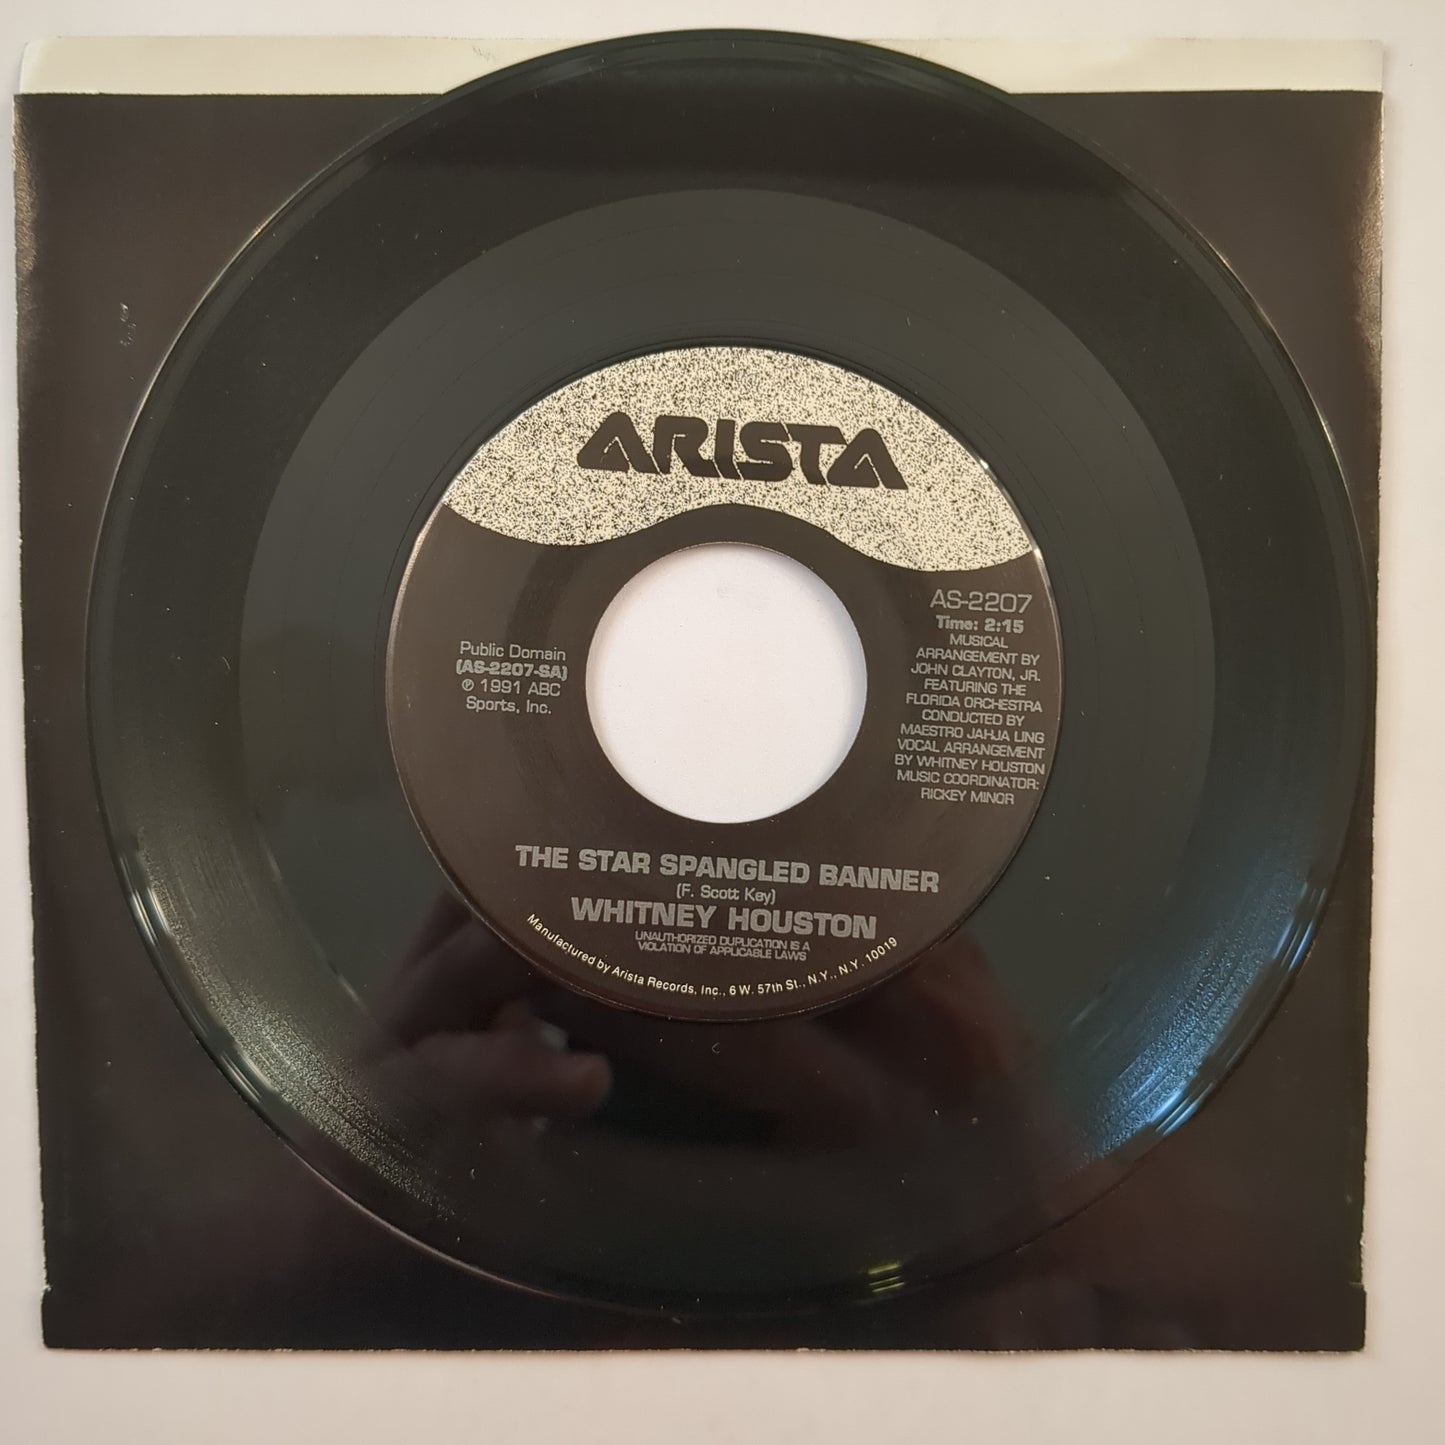 ARISTA
Public Domain
(AS-2207-SA)
℗ 1991 ABC
Sports, Inc.
AS-2207
Time: 2:15
MUSICAL
ARRANGEMENT BY
JOHN CLAYTON, JR.
FEATURING THE
FLORIDA ORCHESTRA
CONDUCTED BY
MAESTRO JAHJA LING
VOCAL ARRANGEMENT
BY WHITNEY HOUSTON
MUSIC COORDINATOR:
RICKEY MINOR
THE STAR SPANGLED BANNER
(F. Scott Key)
WHITNEY HOUSTON
UNAUTHORIZED DUPLICATION IS A
VIOLATION OF APPLICABLE LAWS
Manufactured by Arista Records, Inc., 6 W. 57th St., N.Y., N.Y. 10019